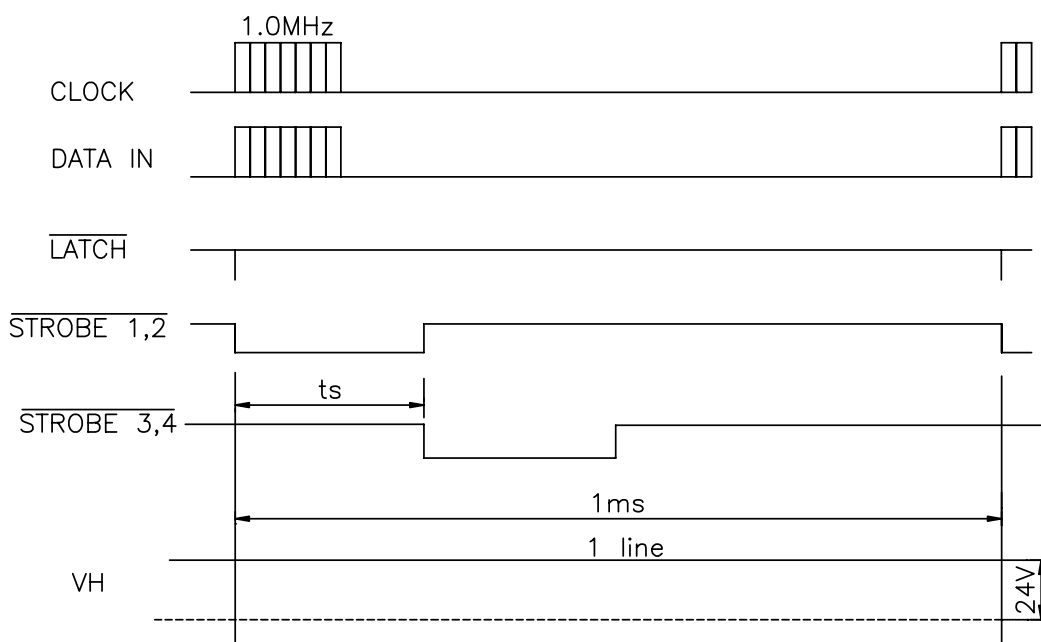 1.0MHz
CLOCK
DATA IN
LATCH
STROBE 1,2
ts
STROBE 3,4
1ms
1 line
VH
24V